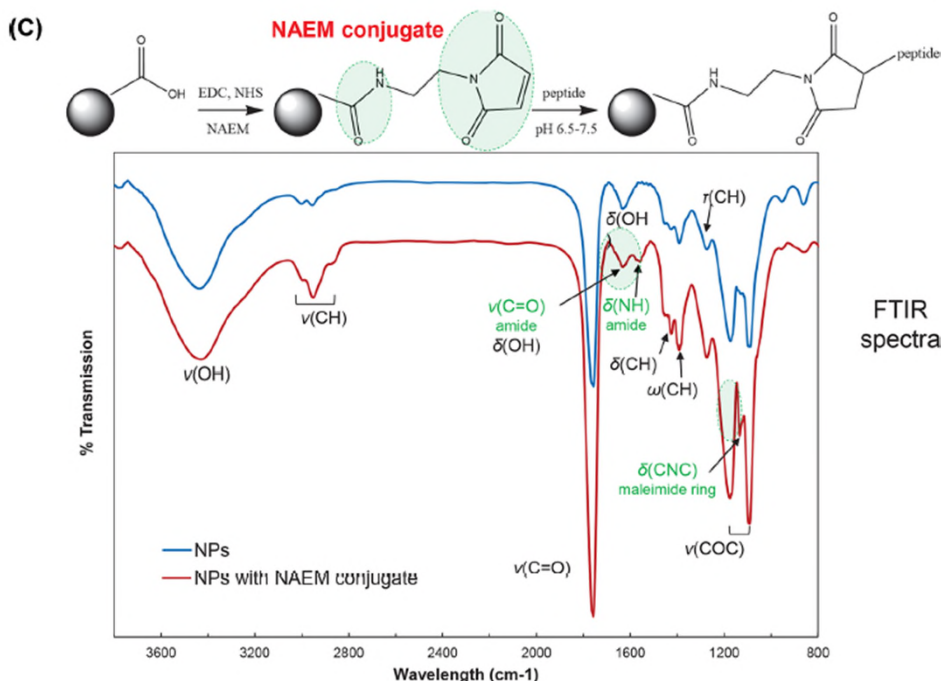 (C)
NAEM conjugate
O
OH
EDC, NHS
NAEM
O
H
N
N
O
O
peptide
pH 6.5-7.5
O
H
N
N
O
O
peptide
τ(CH)
δ(OH
ν(C=O)
amide
δ(OH)
δ(NH)
amide
ν(CH)
ν(OH)
δ(CH)
ω(CH)
δ(CNC)
maleimide ring
ν(COC)
ν(C=O)
FTIR
spectra
% Transmission
NPs
NPs with NAEM conjugate
3600
3200
2800
2400
2000
1600
1200
800
Wavelength (cm-1)